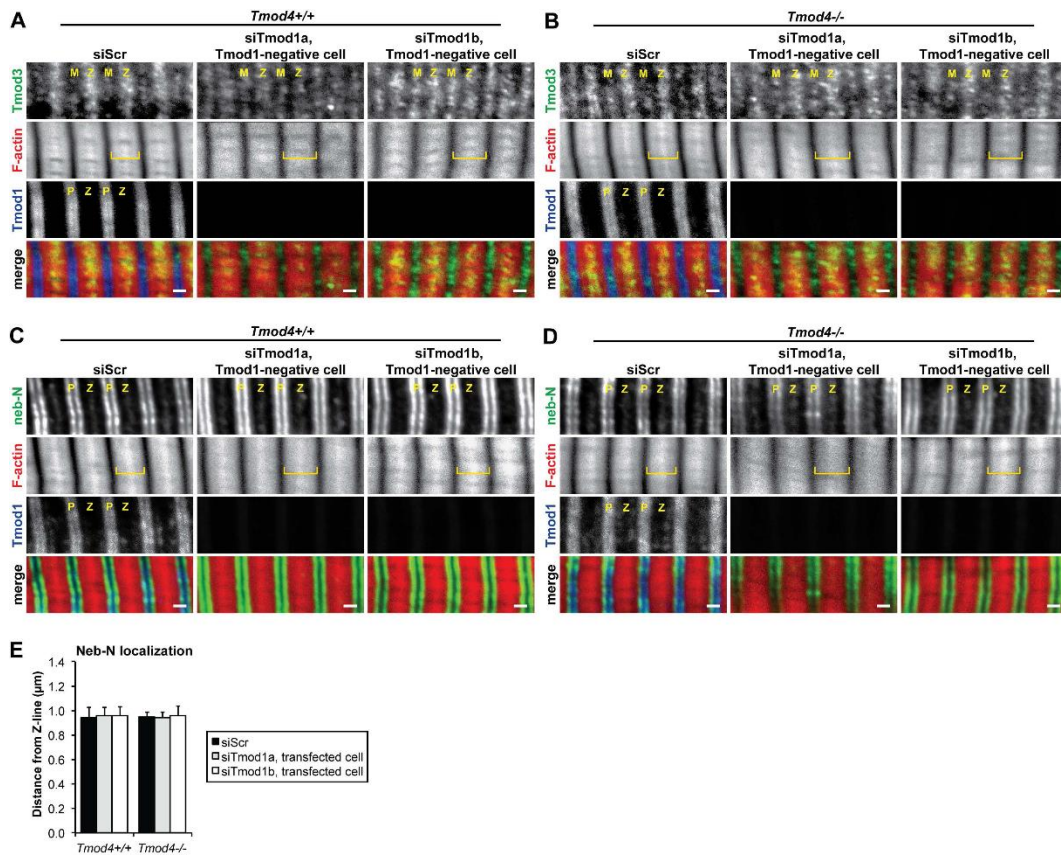 A
Tmod4+/+
siScr
siTmod1a,
Tmod1-negative cell
siTmod1b,
Tmod1-negative cell
Tmod3
M Z M Z
M Z M Z
M Z M Z
F-actin
Tmod1
P Z P Z
merge
B
Tmod4-/-
siScr
siTmod1a,
Tmod1-negative cell
siTmod1b,
Tmod1-negative cell
Tmod3
M Z M Z
M Z M Z
M Z M Z
F-actin
Tmod1
P Z P Z
merge
C
Tmod4+/+
siScr
siTmod1a,
Tmod1-negative cell
siTmod1b,
Tmod1-negative cell
neb-N
P Z P Z
P Z P Z
P Z P Z
F-actin
Tmod1
P Z P Z
merge
D
Tmod4-/-
siScr
siTmod1a,
Tmod1-negative cell
siTmod1b,
Tmod1-negative cell
neb-N
P Z P Z
P Z P Z
P Z P Z
F-actin
Tmod1
P Z P Z
merge
E
Neb-N localization
Distance from Z-line (µm)
1.4
1.2
1.0
0.8
0.6
0.4
0.2
0.0
Tmod4+/+ Tmod4-/-
siScr
siTmod1a, transfected cell
siTmod1b, transfected cell